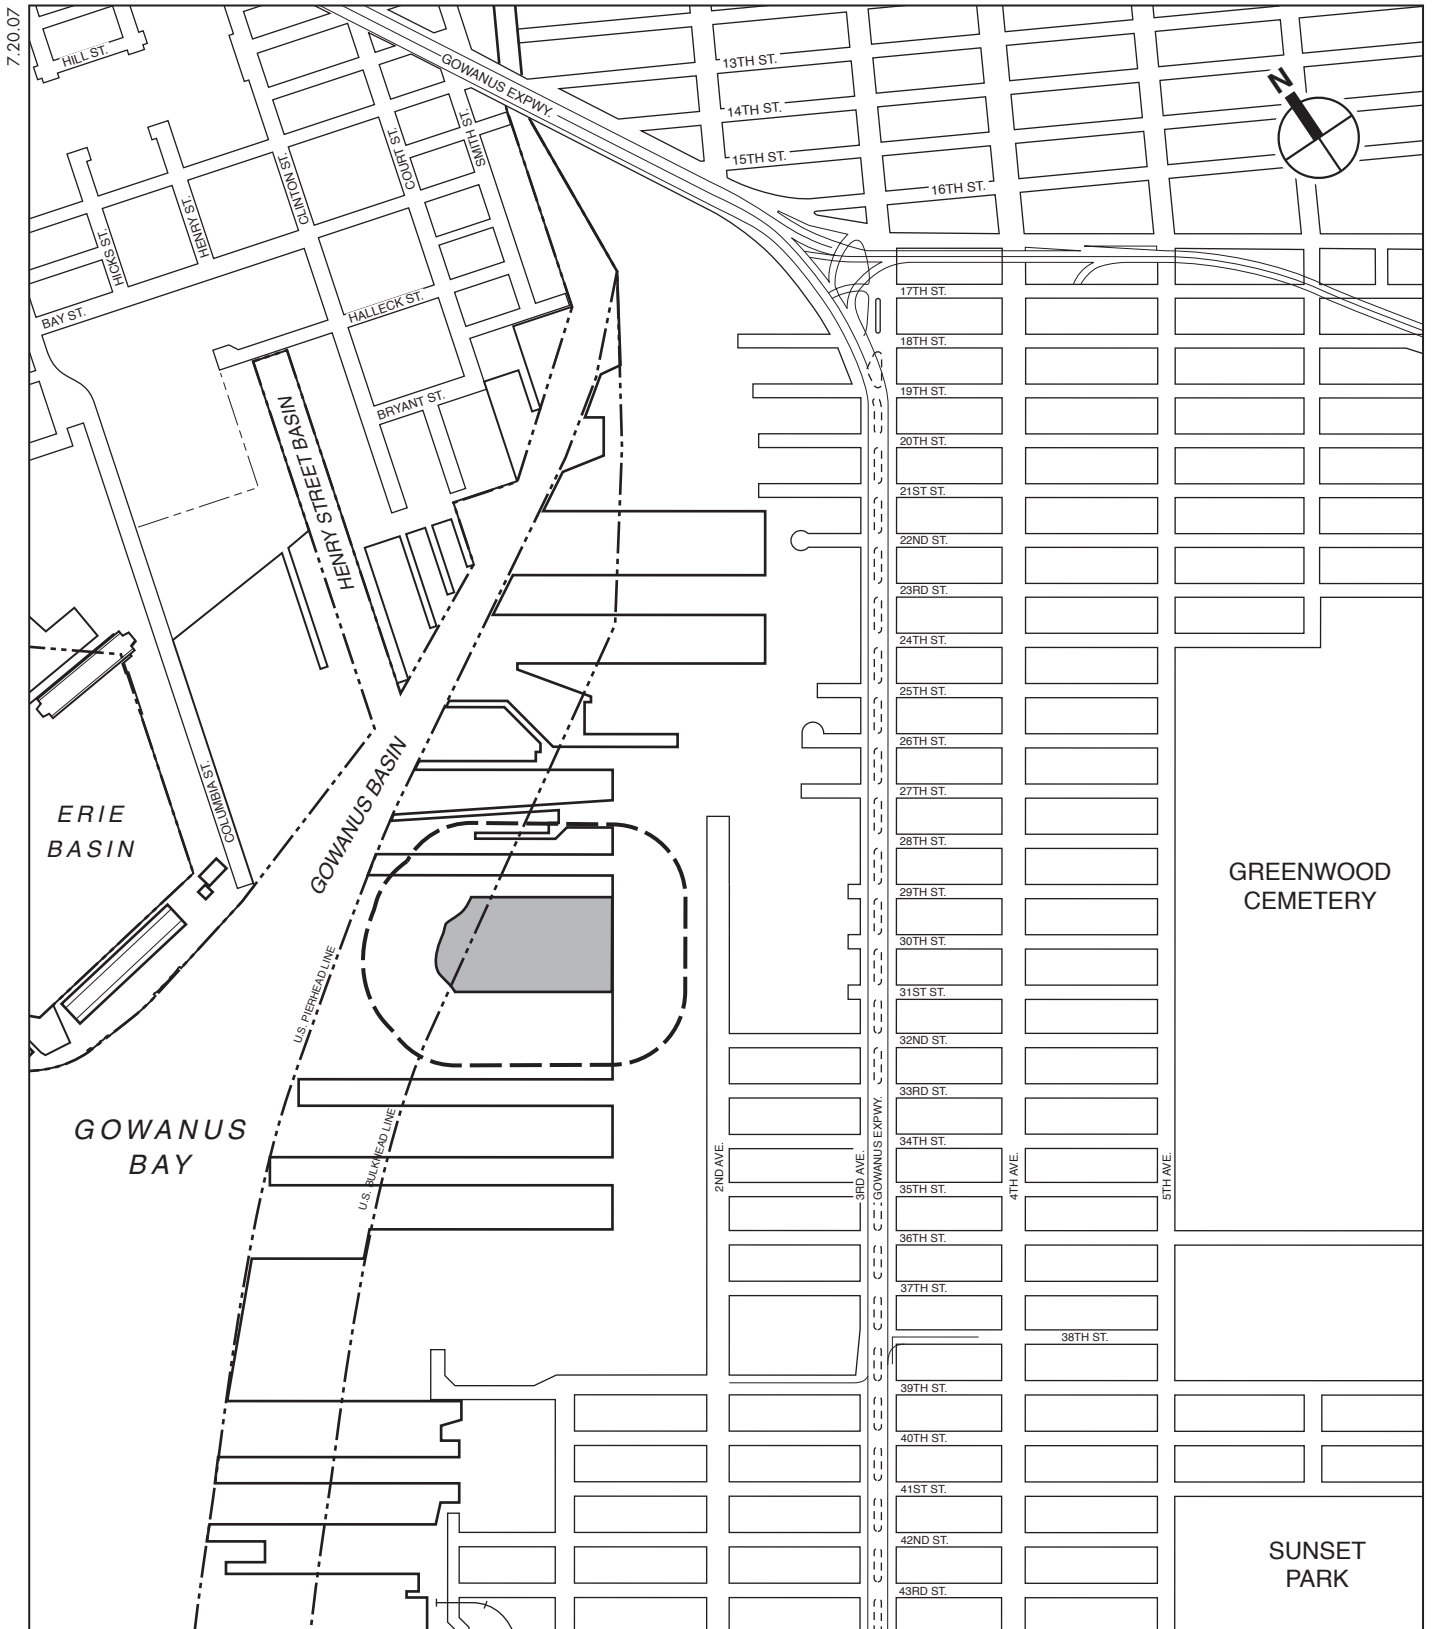 7.20.07
HILL ST.
GOWANUS EXPWY.
13TH ST.
N
14TH ST.
SMITH ST.
COURT ST.
15TH ST.
CLINTON ST.
16TH ST.
HENRY ST.
HICKS ST.
17TH ST.
HALLECK ST.
BAY ST.
18TH ST.
19TH ST.
BRYANT ST.
20TH ST.
HENRY STREET BASIN
21ST ST.
22ND ST.
23RD ST.
24TH ST.
25TH ST.
26TH ST.
GOWANUS BASIN
COLUMBIA ST.
27TH ST.
ERIE
BASIN
28TH ST.
GREENWOOD
CEMETERY
29TH ST.
30TH ST.
U.S. PIERHEAD LINE
31ST ST.
32ND ST.
33RD ST.
GOWANUS
BAY
U.S. BULKHEAD LINE
34TH ST.
2ND AVE.
3RD AVE.
GOWANUS EXPWY.
4TH AVE.
5TH AVE.
35TH ST.
36TH ST.
37TH ST.
38TH ST.
39TH ST.
40TH ST.
41ST ST.
42ND ST.
SUNSET
PARK
43RD ST.